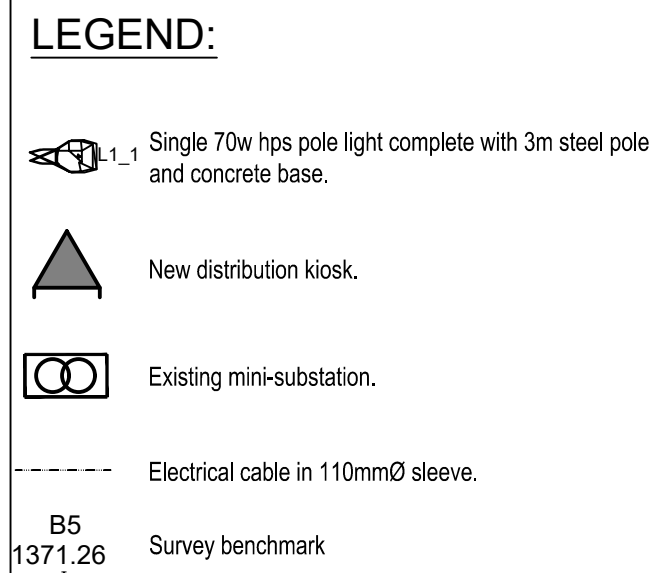 LEGEND:
L1_1 Single 70w hps pole light complete with 3m steel pole
and concrete base.
New distribution kiosk.
Existing mini-substation.
Electrical cable in 110mmØ sleeve.
B5
1371.26 Survey benchmark